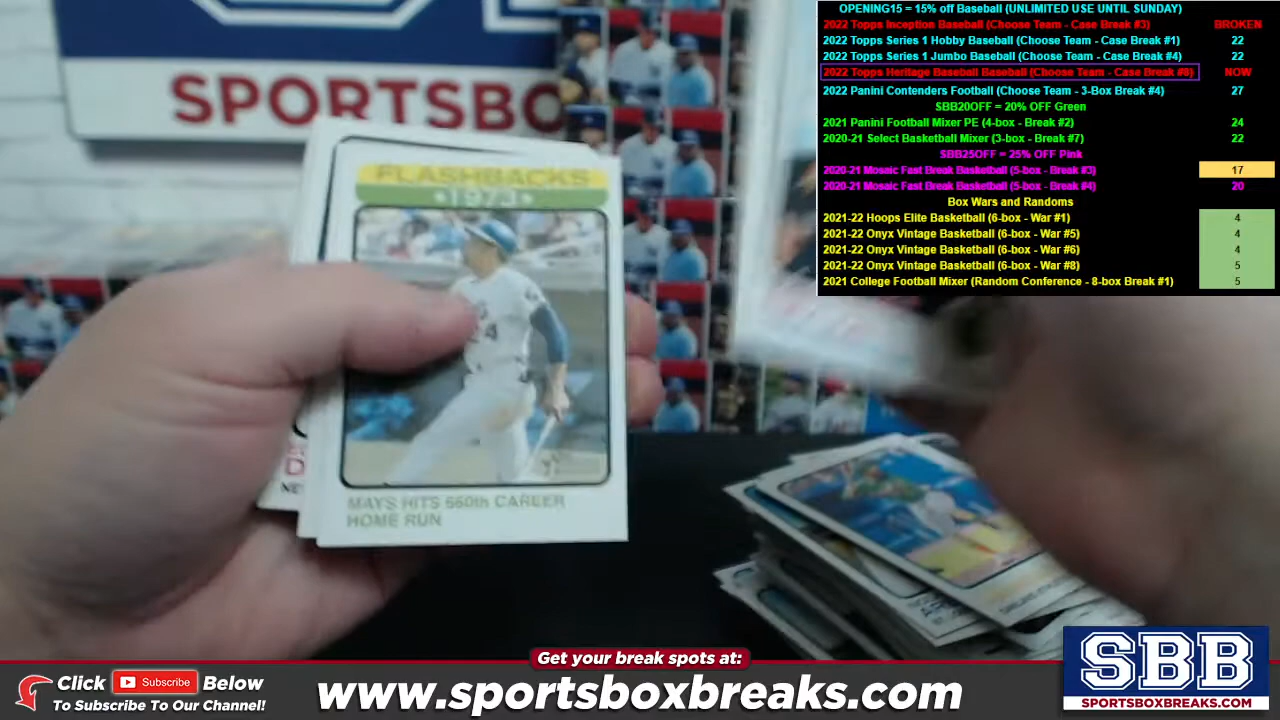 SPORTSBO
FLASHBACKS
1973
24
MAYS HITS 660th CAREER
HOME RUN
OPENING15 = 15% off Baseball (UNLIMITED USE UNTIL SUNDAY)
2022 Topps Inception Baseball (Choose Team - Case Break #3) BROKEN
2022 Topps Series 1 Hobby Baseball (Choose Team - Case Break #1) 22
2022 Topps Series 1 Jumbo Baseball (Choose Team - Case Break #4) 22
2022 Topps Heritage Baseball Baseball (Choose Team - Case Break #8) NOW
2022 Panini Contenders Football (Choose Team - 3-Box Break #4) 27
SBB20OFF = 20% OFF Green
2021 Panini Football Mixer PE (4-box - Break #2) 24
2020-21 Select Basketball Mixer (3-box - Break #7) 22
SBB25OFF = 25% OFF Pink
2020-21 Mosaic Fast Break Basketball (5-box - Break #3) 17
2020-21 Mosaic Fast Break Basketball (5-box - Break #4) 20
Box Wars and Randoms
2021-22 Hoops Elite Basketball (6-box - War #1) 4
2021-22 Onyx Vintage Basketball (6-box - War #5) 4
2021-22 Onyx Vintage Basketball (6-box - War #6) 4
2021-22 Onyx Vintage Basketball (6-box - War #8) 5
2021 College Football Mixer (Random Conference - 8-box Break #1) 5
Get your break spots at:
Click Subscribe Below
To Subscribe To Our Channel!
www.sportsboxbreaks.com
SBB
SPORTSBOXBREAKS.COM